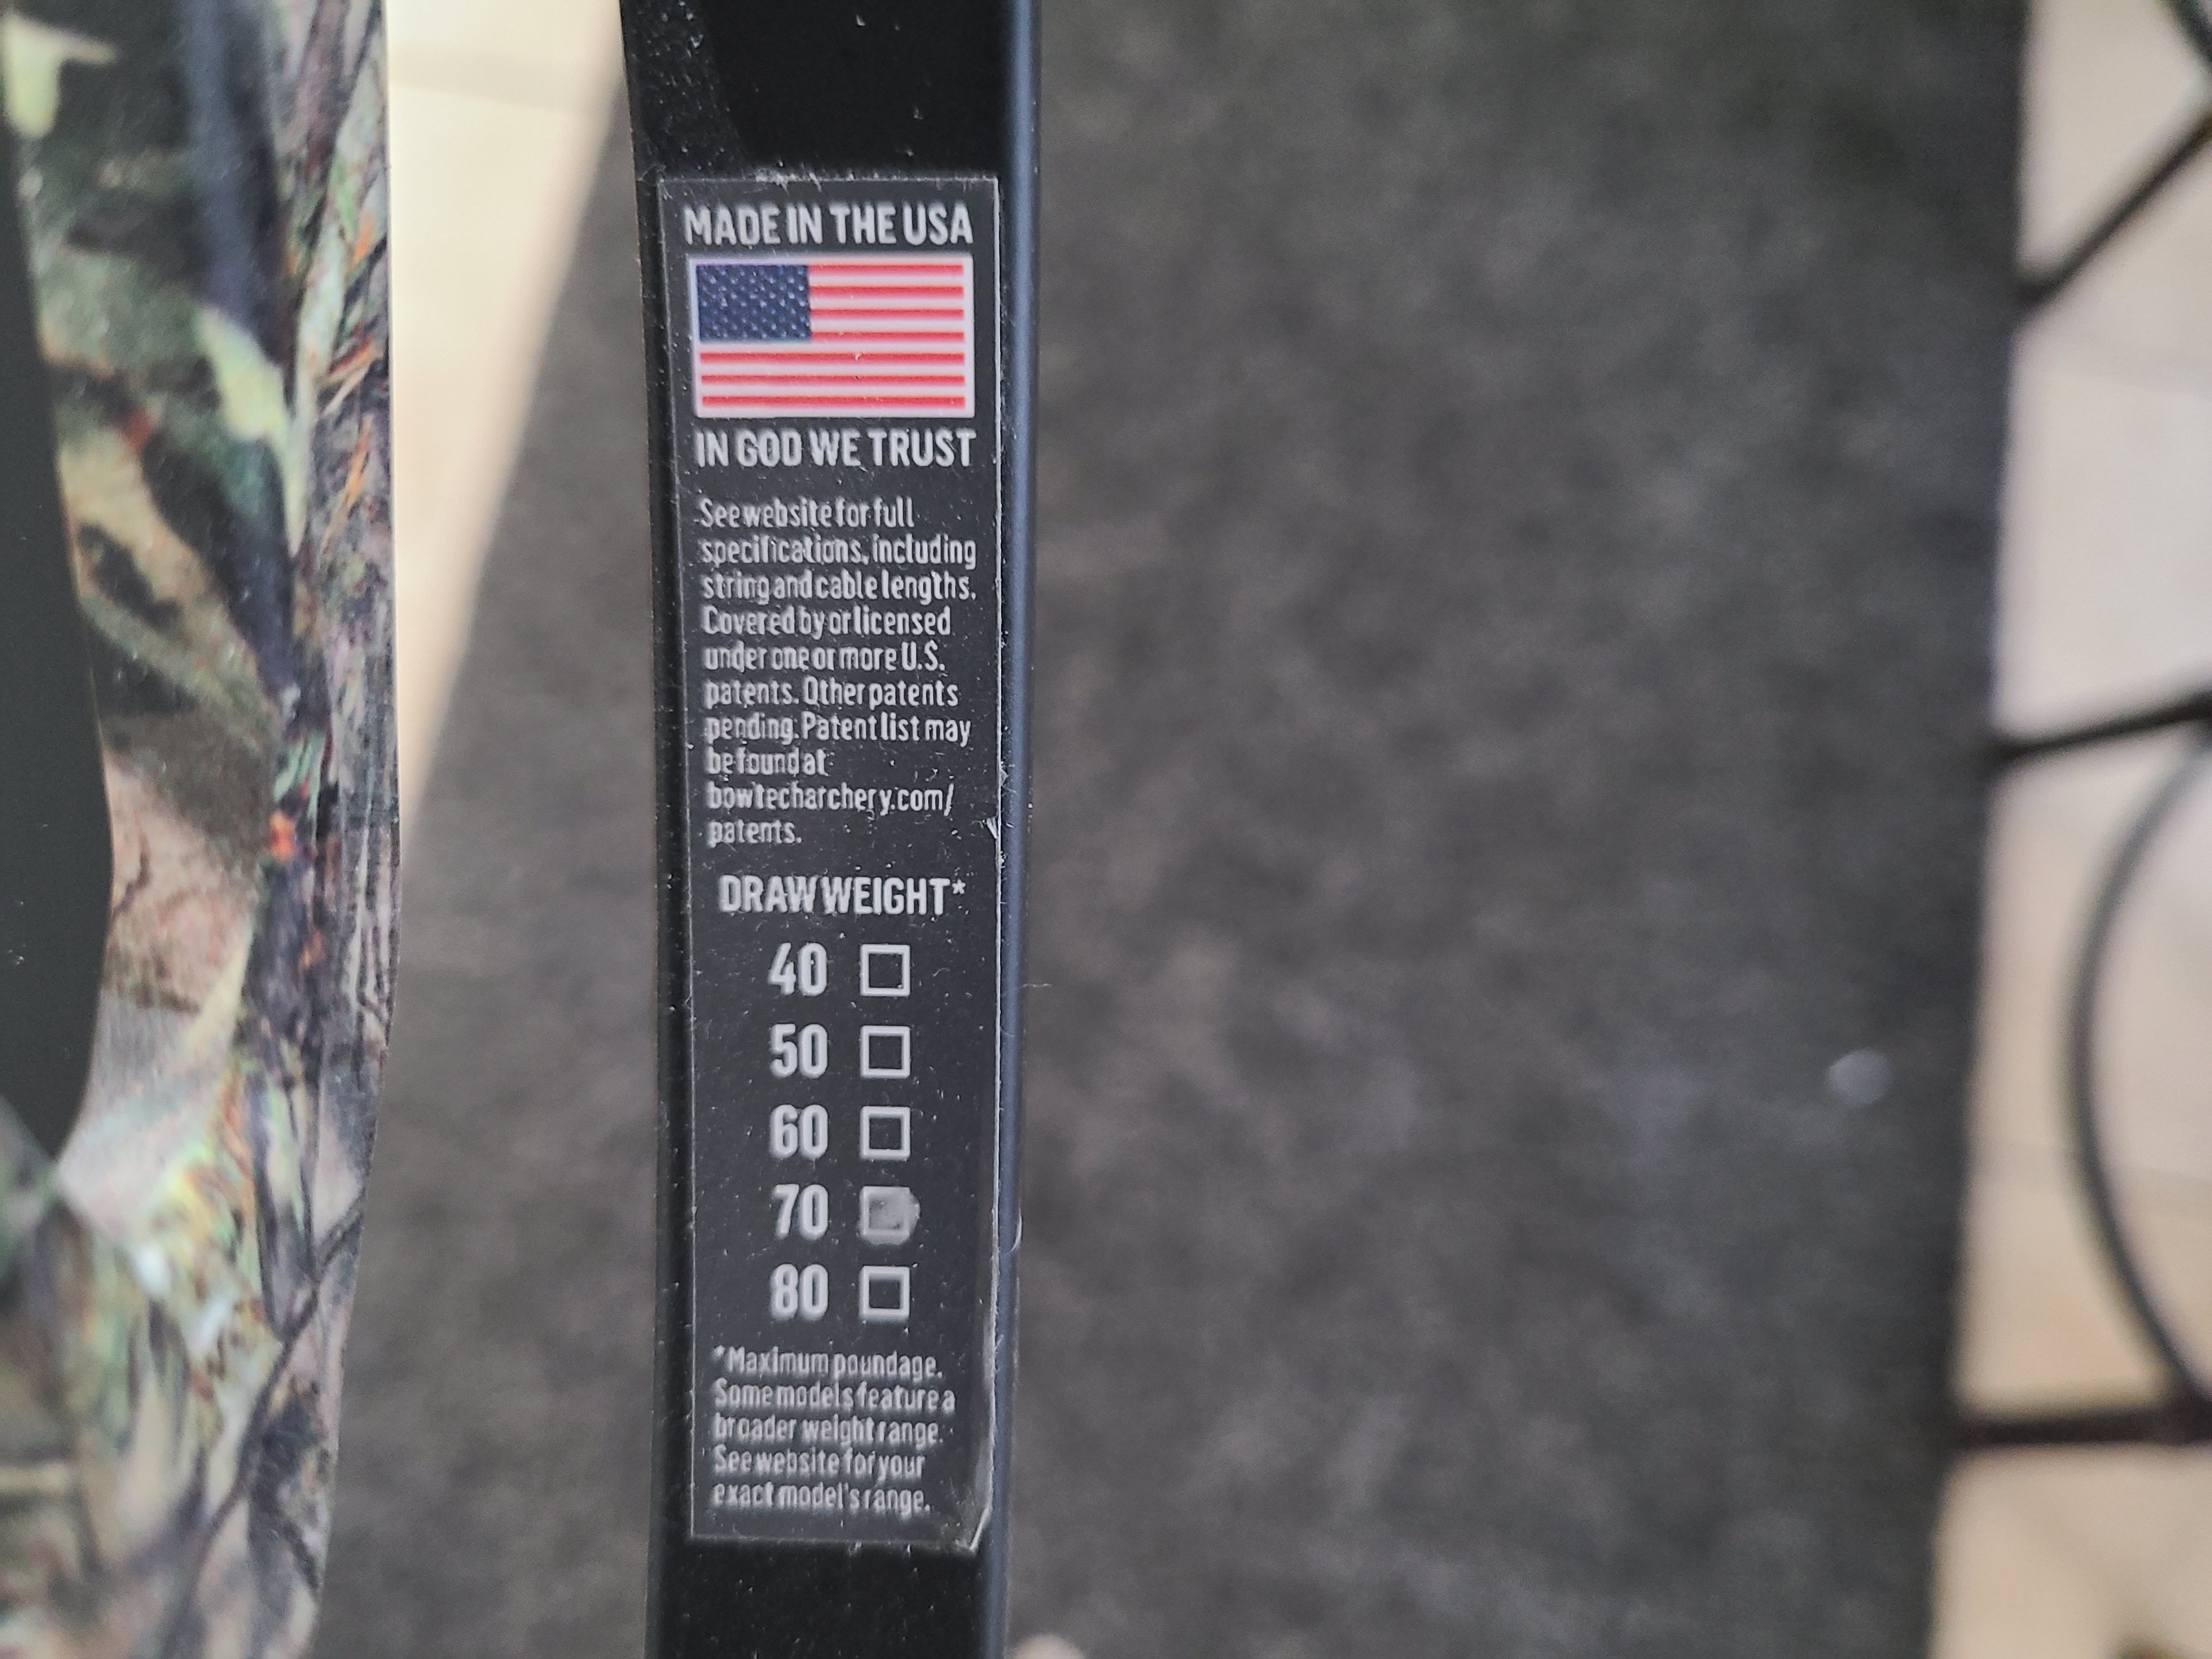 MADE IN THE USA
IN GOD WE TRUST
See website for full
specifications, including
string and cable lengths.
Covered by or licensed
under one or more U.S.
patents. Other patents
pending. Patent list may
be found at
bowtecharchery.com/
patents.
DRAW WEIGHT*
40
50
60
70
80
*Maximum poundage.
Some models feature a
broader weight range.
See website for your
exact model's range.